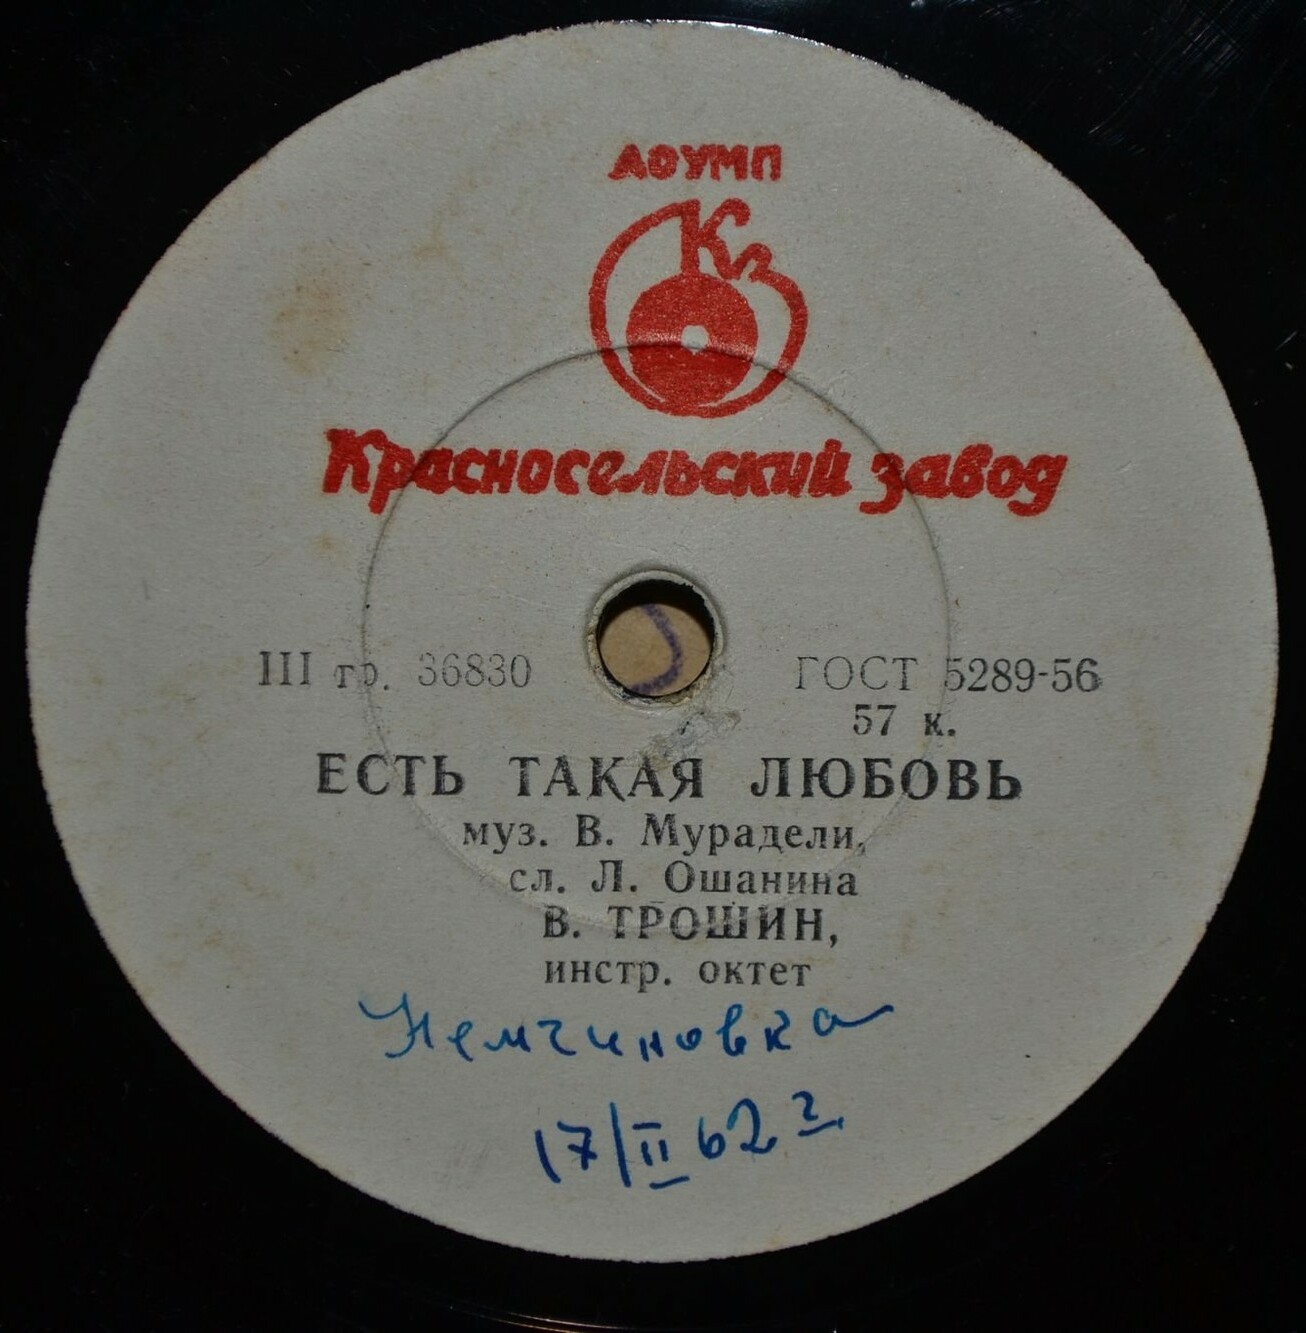 ЛОУМП
Кз
Красносельский завод
III гр. 36830 ГОСТ 5289-56
57 к.
ЕСТЬ ТАКАЯ ЛЮБОВЬ
муз. В. Мурадели,
сл. Л. Ошанина
В. ТРОШИН,
инстр. октет
Немчиновка
17/II 62 г.